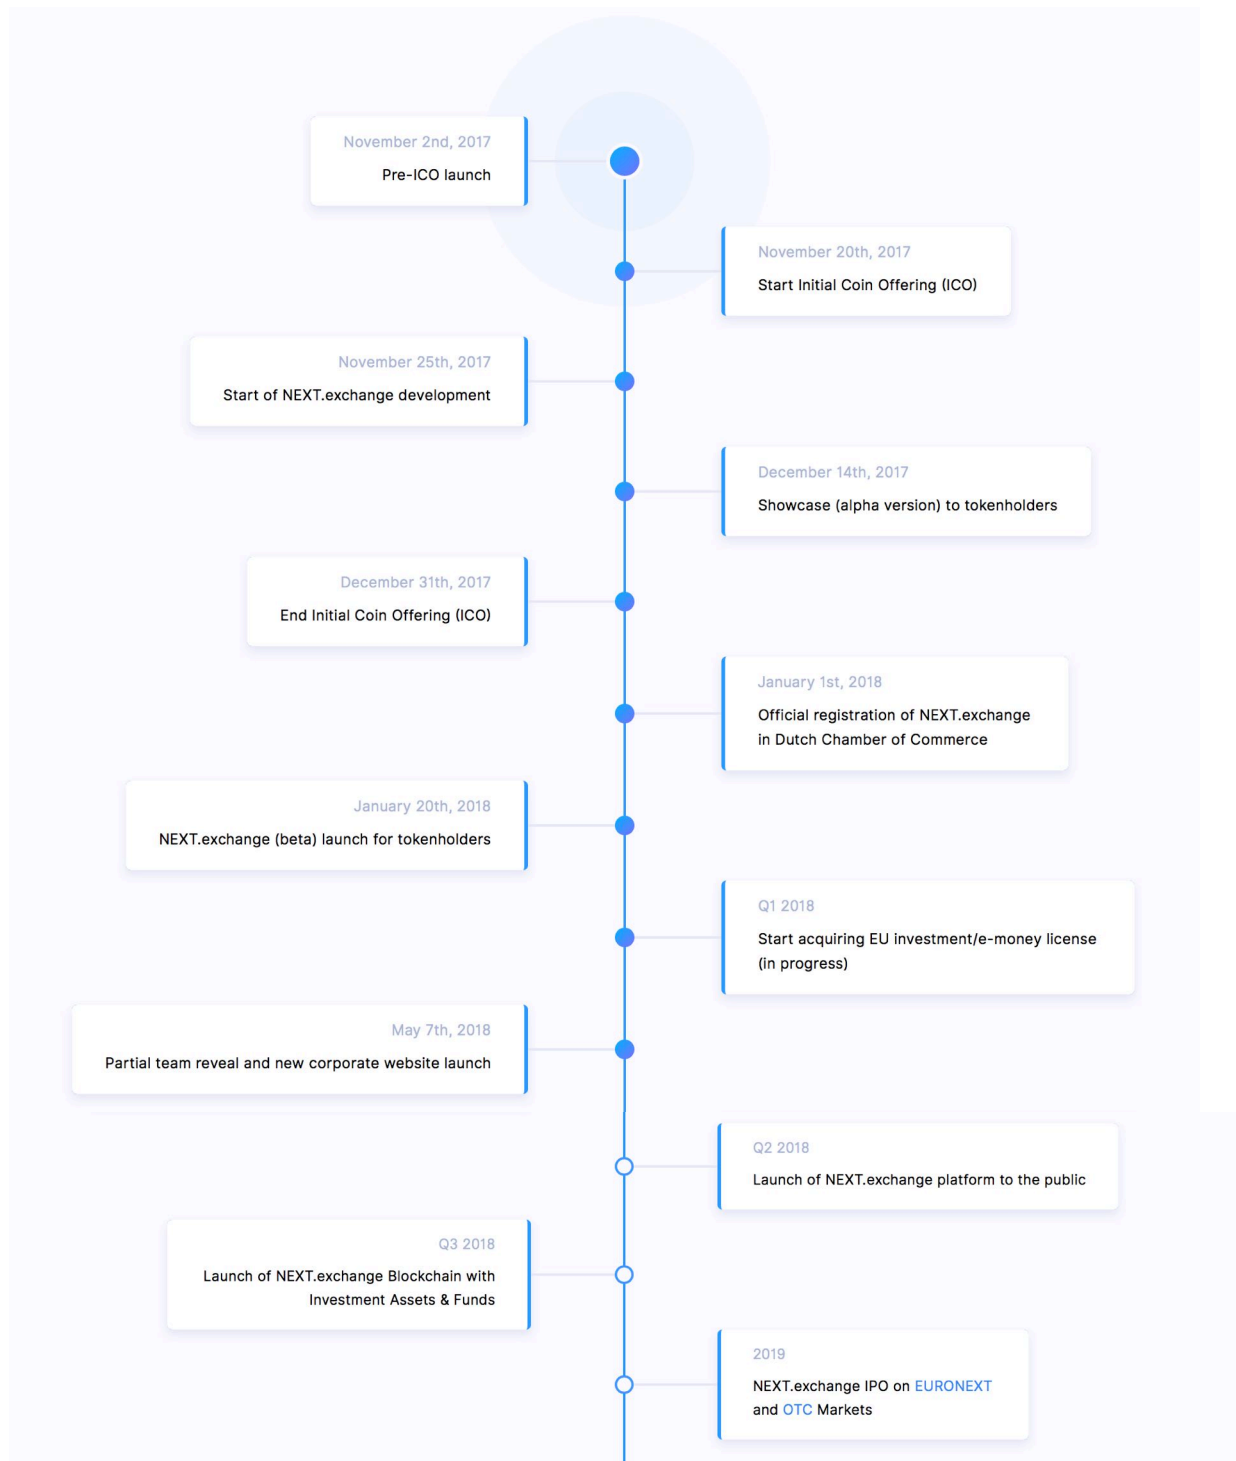 November 2nd, 2017
Pre-ICO launch
November 20th, 2017
Start Initial Coin Offering (ICO)
November 25th, 2017
Start of NEXT.exchange development
December 14th, 2017
Showcase (alpha version) to tokenholders
December 31th, 2017
End Initial Coin Offering (ICO)
January 1st, 2018
Official registration of NEXT.exchange
in Dutch Chamber of Commerce
January 20th, 2018
NEXT.exchange (beta) launch for tokenholders
Q1 2018
Start acquiring EU investment/e-money license
(in progress)
May 7th, 2018
Partial team reveal and new corporate website launch
Q2 2018
Launch of NEXT.exchange platform to the public
Q3 2018
Launch of NEXT.exchange Blockchain with
Investment Assets & Funds
2019
NEXT.exchange IPO on EURONEXT
and OTC Markets